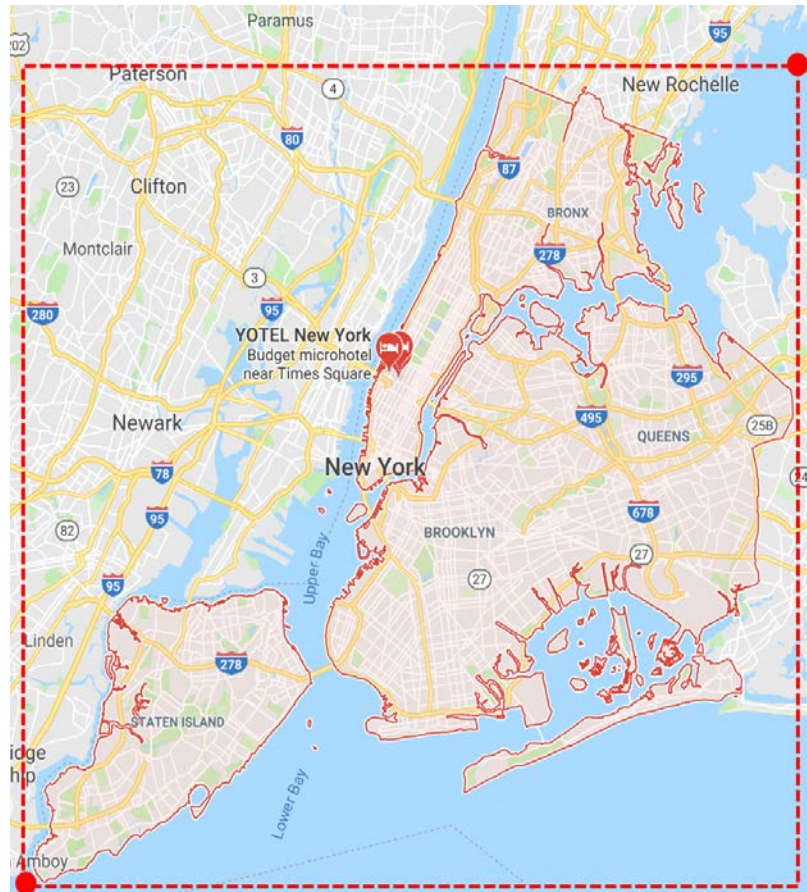 Paramus
95
202
Paterson
New Rochelle
4
80
87
23
Clifton
BRONX
Montclair
278
3
95
280
YOTEL New York
Budget microhotel
near Times Square
295
Newark
495
25B
QUEENS
New York
78
24
95
678
82
BROOKLYN
27
Upper Bay
27
95
Linden
278
STATEN ISLAND
idge
hip
Lower Bay
Amboy